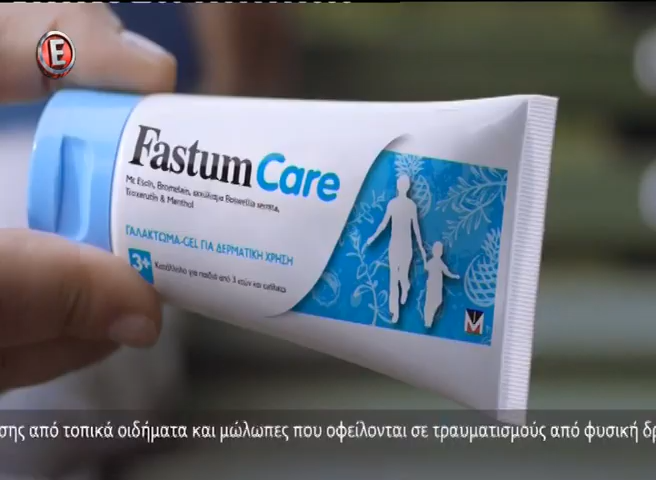 E
Fastum Care
Με Escin, Bromelain, εκχύλισμα Boswellia serrata,
Troxerutin & Menthol
ΓΑΛΑΚΤΩΜΑ-GEL ΓΙΑ ΔΕΡΜΑΤΙΚΗ ΧΡΗΣΗ
3+ Κατάλληλο για παιδιά από 3 ετών και ενήλικες
M
σης από τοπικά οιδήματα και μώλωπες που οφείλονται σε τραυματισμούς από φυσική δρ